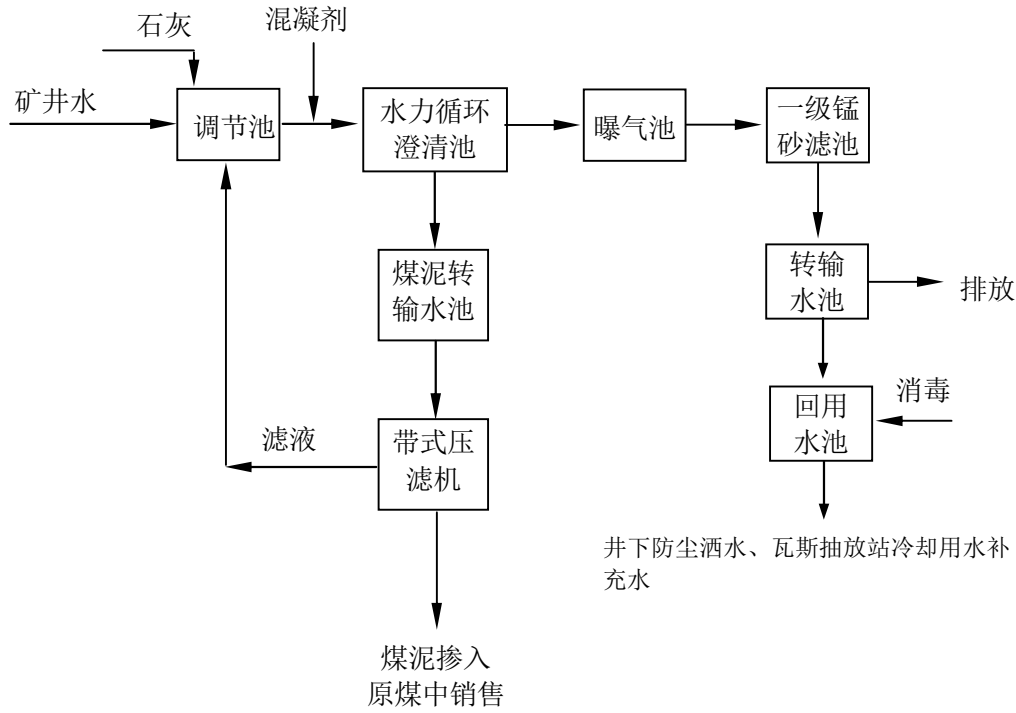 石灰
混凝剂
矿井水
调节池
水力循环
澄清池
曝气池
一级锰
砂滤池
煤泥转
输水池
转输
水池
排放
消毒
回用
水池
滤液
带式压
滤机
井下防尘洒水、瓦斯抽放站冷却用水补
充水
煤泥掺入
原煤中销售